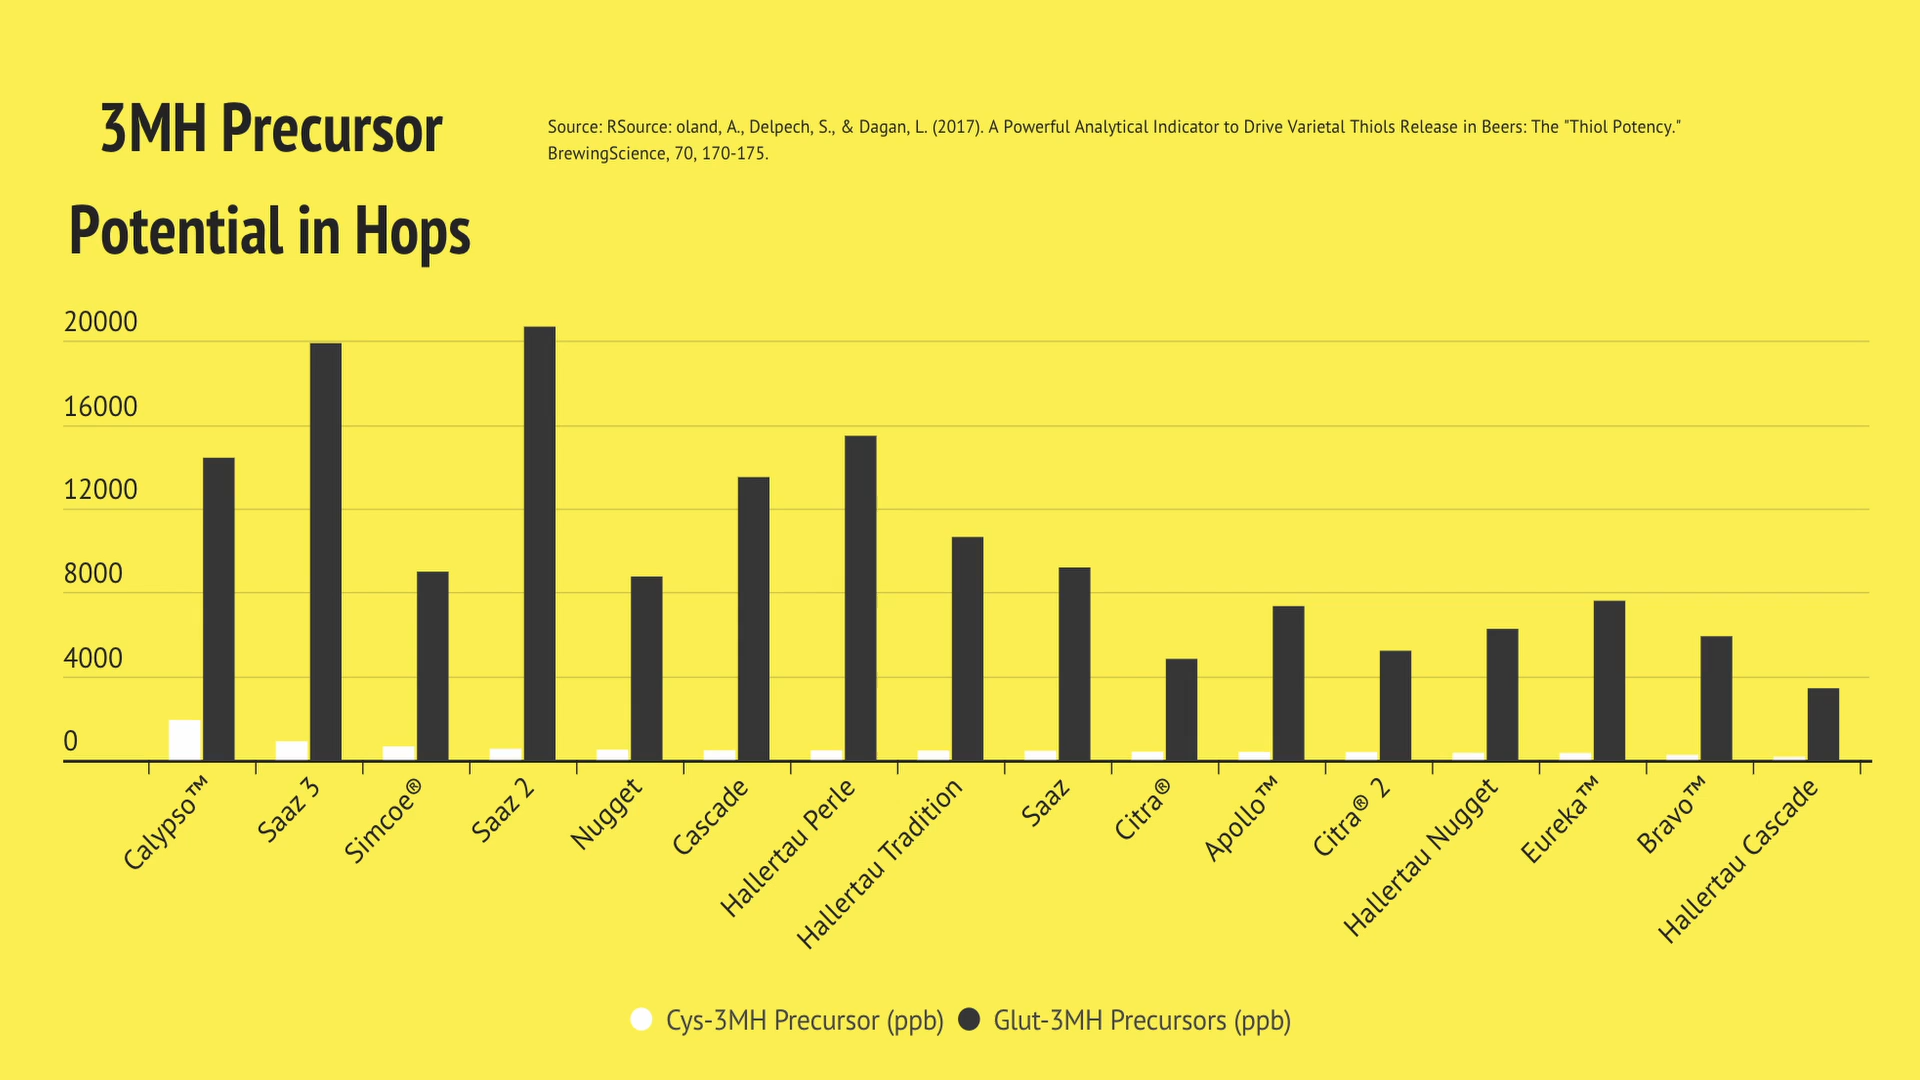 3MH Precursor
Potential in Hops
Source: RSource: oland, A., Delpech, S., & Dagan, L. (2017). A Powerful Analytical Indicator to Drive Varietal Thiols Release in Beers: The "Thiol Potency."
BrewingScience, 70, 170-175.
20000
16000
12000
8000
4000
0
Calypso™
Saaz 3
Simcoe®
Saaz 2
Nugget
Cascade
Hallertau Perle
Hallertau Tradition
Saaz
Citra®
Apollo™
Citra® 2
Hallertau Nugget
Eureka™
Bravo™
Hallertau Cascade
Cys-3MH Precursor (ppb)
Glut-3MH Precursors (ppb)